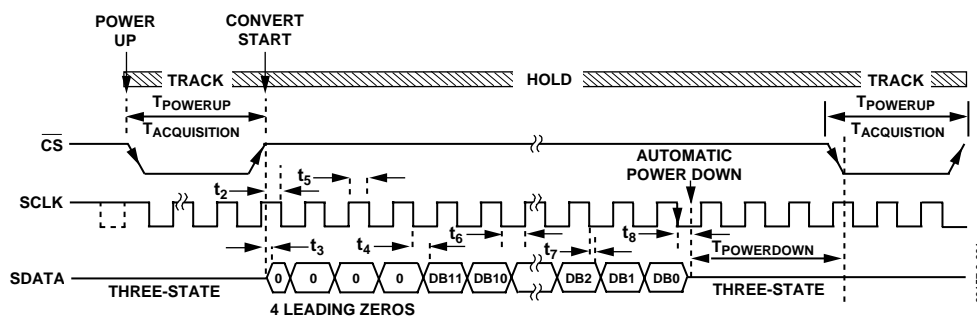 POWER UP
CONVERT START
TRACK
HOLD
TRACK
TPOWERUP
TACQUISITION
TPOWERUP
TACQUISITION
CS
AUTOMATIC POWER DOWN
t2
t5
SCLK
t3
t4
t6
t7
t8
TPOWERDOWN
SDATA
THREE-STATE
0
0
0
0
DB11
DB10
DB2
DB1
DB0
THREE-STATE
4 LEADING ZEROS